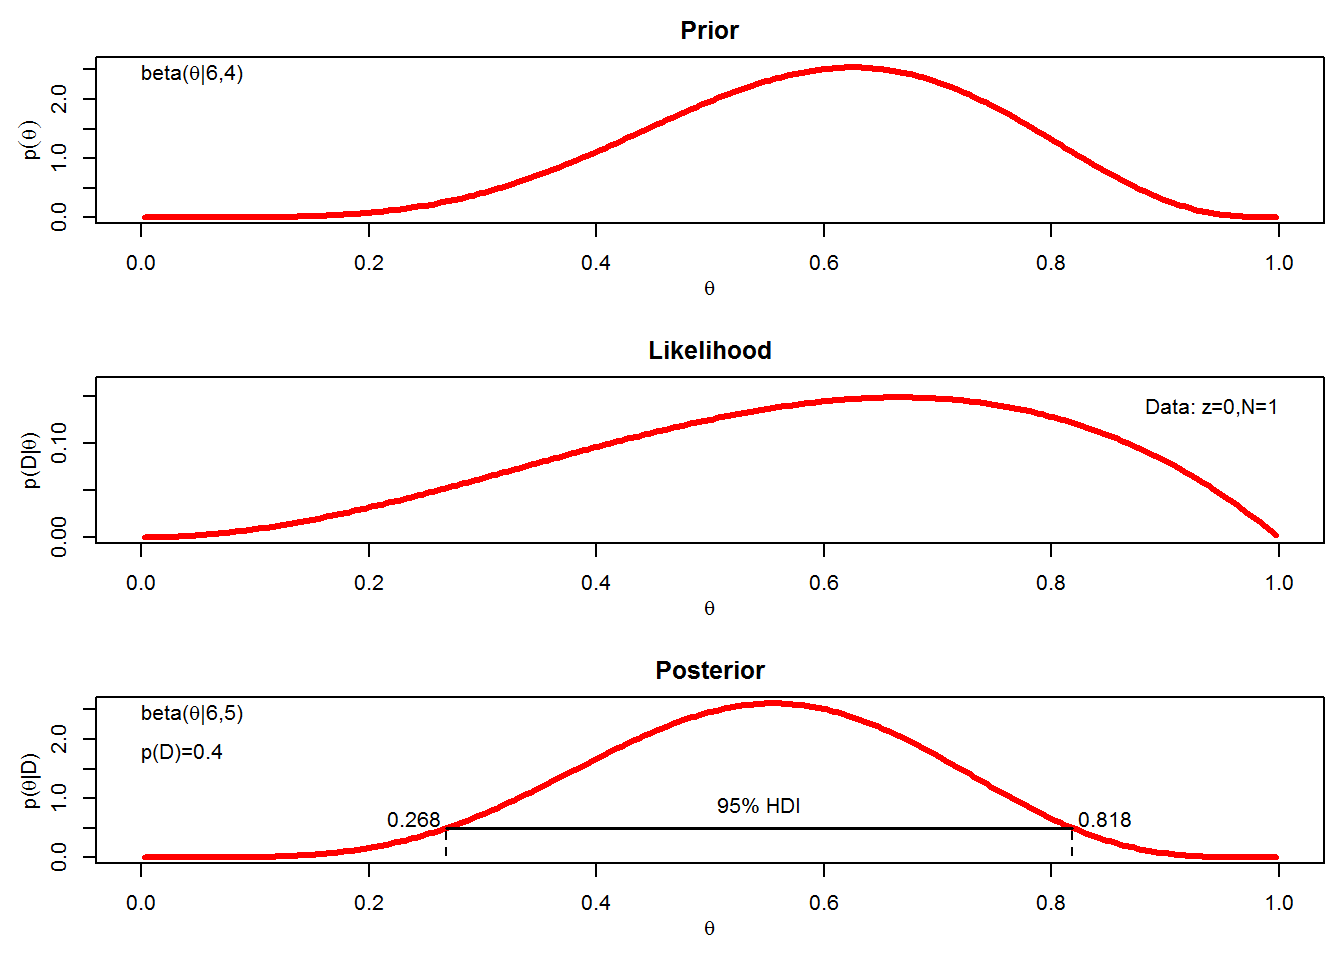 Prior
beta(θ|6,4)
p(θ)
0.0 1.0 2.0
0.0 0.2 0.4 0.6 0.8 1.0
θ
Likelihood
Data: z=0,N=1
p(D|θ)
0.00 0.10
0.0 0.2 0.4 0.6 0.8 1.0
θ
Posterior
beta(θ|6,5)
p(D)=0.4
p(θ|D)
0.0 1.0 2.0
95% HDI
0.268 0.818
0.0 0.2 0.4 0.6 0.8 1.0
θ